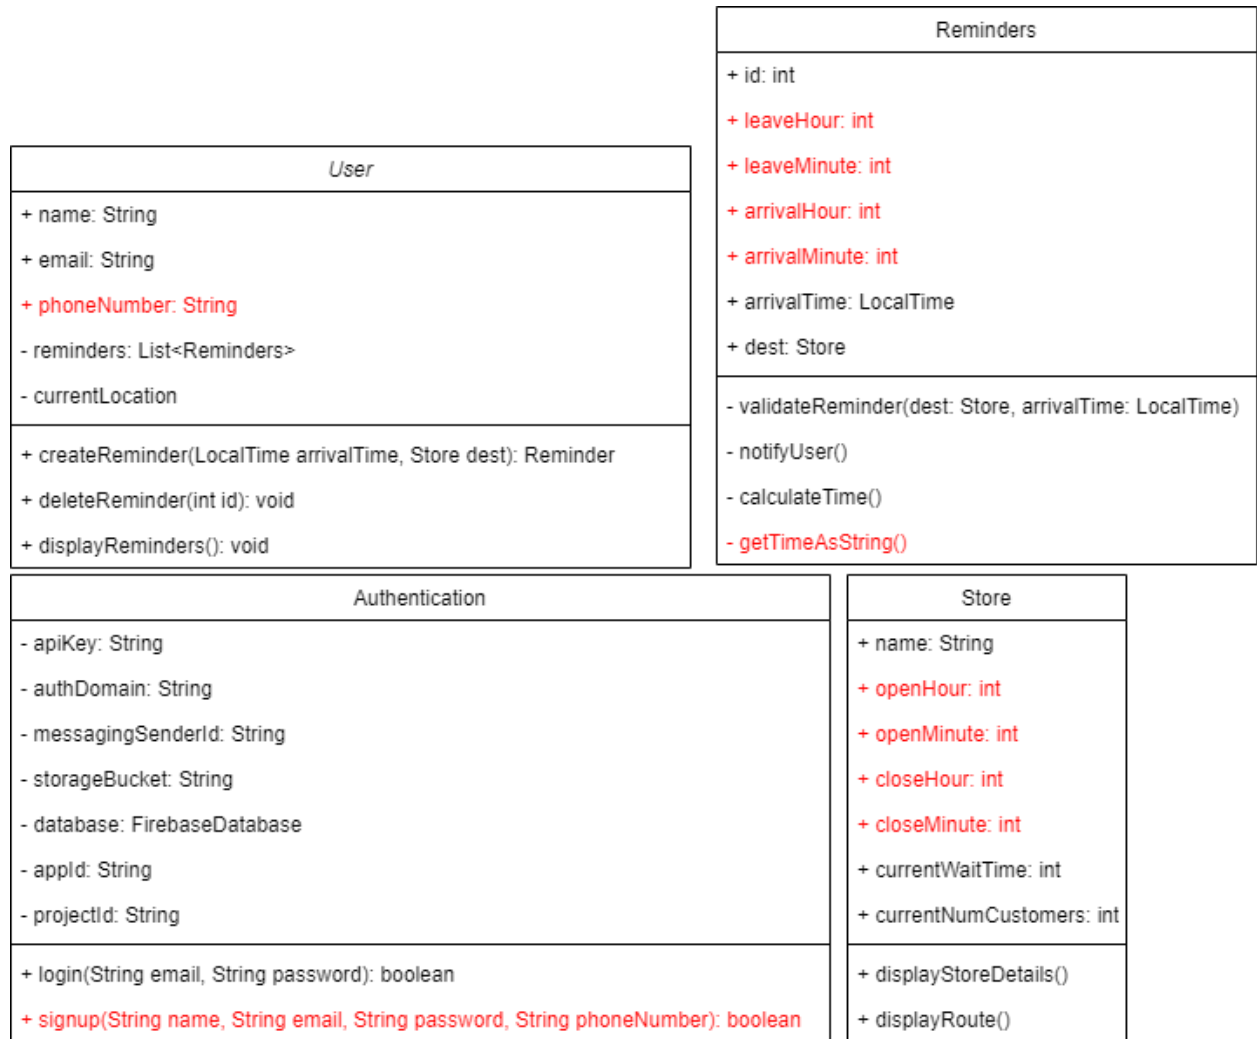 User
+ name: String
+ email: String
+ phoneNumber: String
- reminders: List<Reminders>
- currentLocation
+ createReminder(LocalTime arrivalTime, Store dest): Reminder
+ deleteReminder(int id): void
+ displayReminders(): void
Reminders
+ id: int
+ leaveHour: int
+ leaveMinute: int
+ arrivalHour: int
+ arrivalMinute: int
+ arrivalTime: LocalTime
+ dest: Store
- validateReminder(dest: Store, arrivalTime: LocalTime)
- notifyUser()
- calculateTime()
- getTimeAsString()
Authentication
- apiKey: String
- authDomain: String
- messagingSenderId: String
- storageBucket: String
- database: FirebaseDatabase
- appId: String
- projectId: String
+ login(String email, String password): boolean
+ signup(String name, String email, String password, String phoneNumber): boolean
Store
+ name: String
+ openHour: int
+ openMinute: int
+ closeHour: int
+ closeMinute: int
+ currentWaitTime: int
+ currentNumCustomers: int
+ displayStoreDetails()
+ displayRoute()